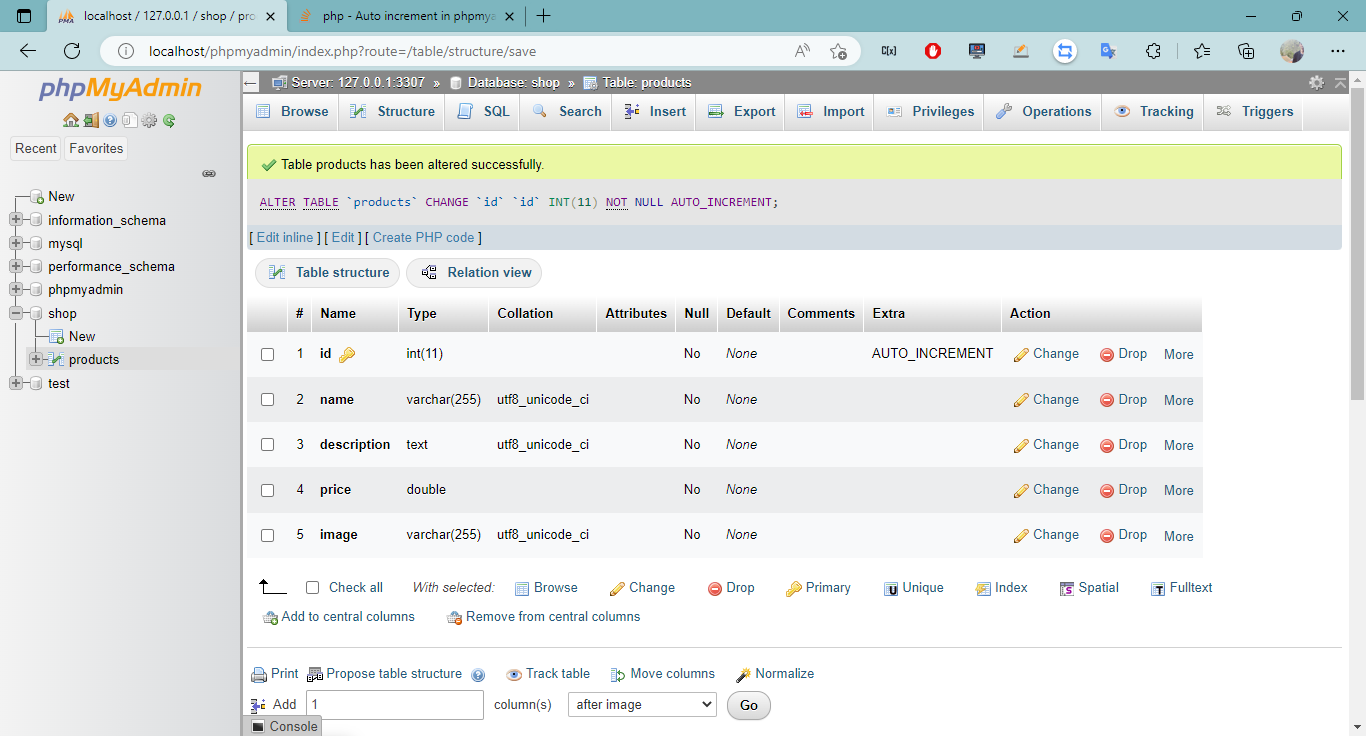 localhost / 127.0.0.1 / shop / pro
php - Auto increment in phpmya
localhost/phpmyadmin/index.php?route=/table/structure/save
phpMyAdmin
Recent Favorites
New
information_schema
mysql
performance_schema
phpmyadmin
shop
New
products
test
Server: 127.0.0.1:3307 » Database: shop » Table: products
Browse Structure SQL Search Insert Export Import Privileges Operations Tracking Triggers
Table products has been altered successfully.
ALTER TABLE `products` CHANGE `id` `id` INT(11) NOT NULL AUTO_INCREMENT;
[ Edit inline ] [ Edit ] [ Create PHP code ]
Table structure Relation view
# Name Type Collation Attributes Null Default Comments Extra Action
1 id int(11) No None AUTO_INCREMENT Change Drop More
2 name varchar(255) utf8_unicode_ci No None Change Drop More
3 description text utf8_unicode_ci No None Change Drop More
4 price double No None Change Drop More
5 image varchar(255) utf8_unicode_ci No None Change Drop More
Check all With selected: Browse Change Drop Primary Unique Index Spatial Fulltext
Add to central columns Remove from central columns
Print Propose table structure Track table Move columns Normalize
Add 1 column(s) after image Go
Console